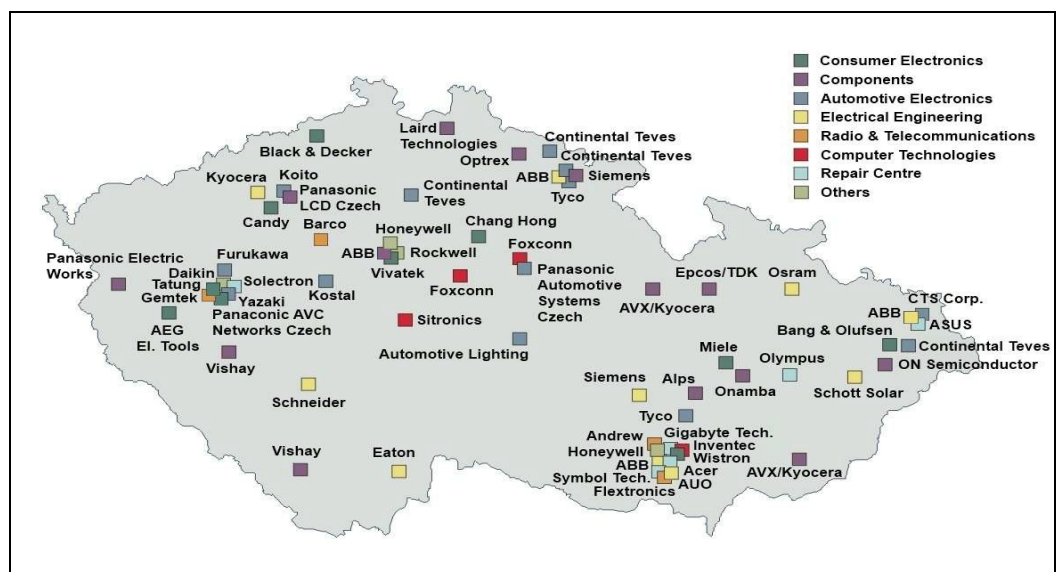 Consumer Electronics
Components
Automotive Electronics
Electrical Engineering
Radio & Telecommunications
Computer Technologies
Repair Centre
Others
Laird
Technologies
Black & Decker
Optrex
Continental Teves
Continental Teves
ABB
Siemens
Tyco
Kyocera
Koito
Panasonic
LCD Czech
Candy
Continental
Teves
Barco
Honeywell
Chang Hong
ABB
Rockwell
Vivatek
Foxconn
Foxconn
Panasonic
Automotive
Systems
Czech
Panasonic Electric
Works
Furukawa
Daikin
Tatung
Solectron
Gemtek
Yazaki
Panaconic AVC
Networks Czech
Kostal
AEG
El. Tools
Sitronics
Automotive Lighting
Vishay
Schneider
Vishay
Eaton
Epcos/TDK
Osram
AVX/Kyocera
CTS Corp.
ABB
ASUS
Bang & Olufsen
Continental Teves
ON Semiconductor
Miele
Olympus
Onamba
Schott Solar
Siemens
Alps
Tyco
Andrew
Gigabyte Tech.
Honeywell
Inventec
Wistron
ABB
Acer
Symbol Tech.
AUO
Flextronics
AVX/Kyocera